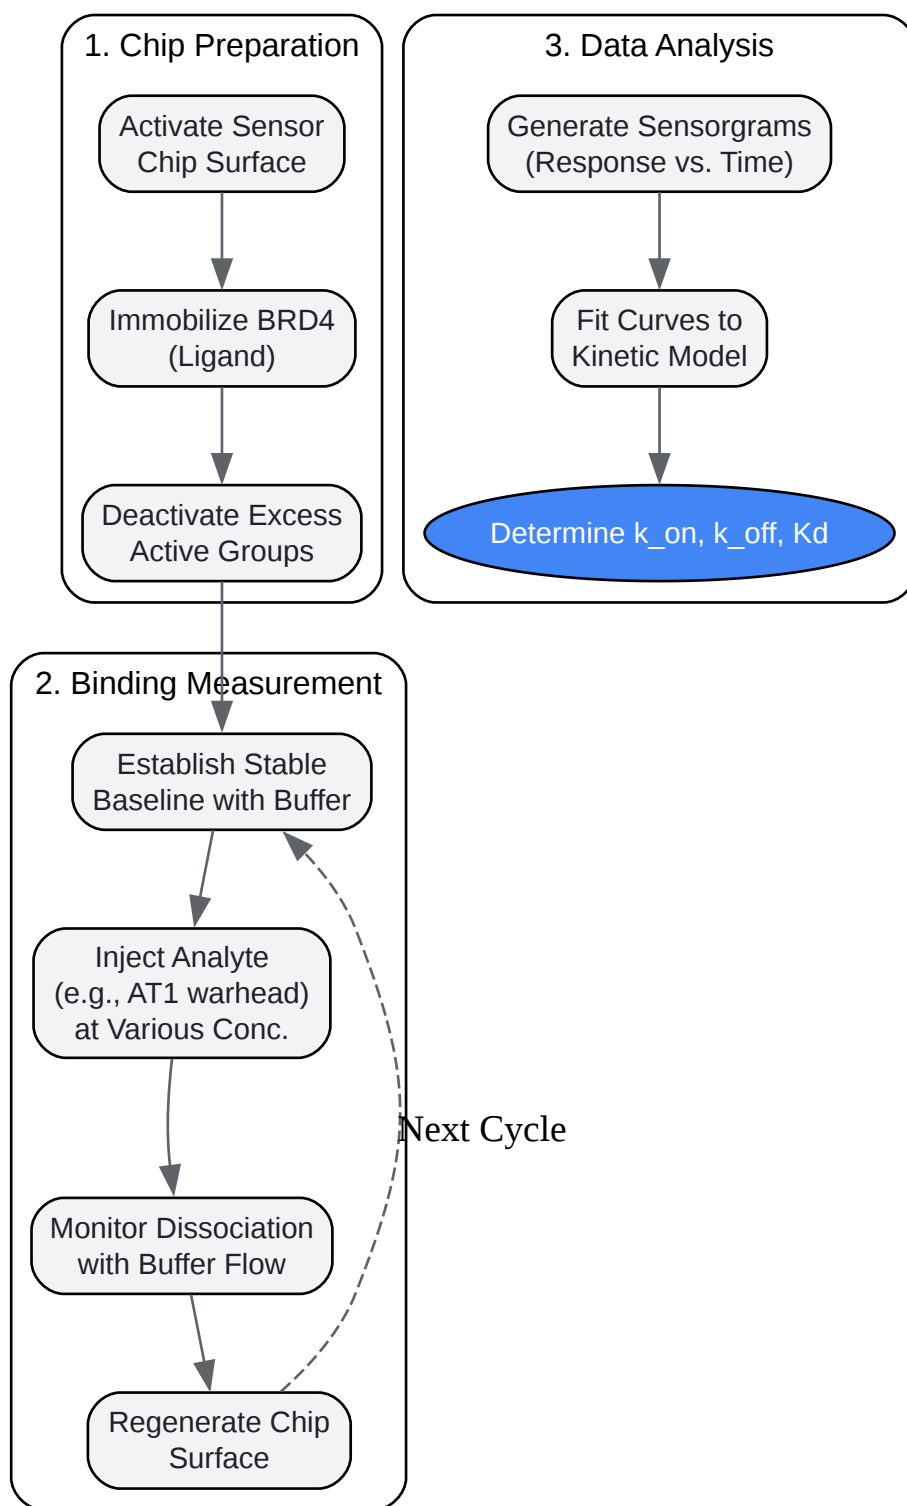 1. Chip Preparation
Activate Sensor
Chip Surface
Immobilize BRD4
(Ligand)
Deactivate Excess
Active Groups
2. Binding Measurement
Establish Stable
Baseline with Buffer
Inject Analyte
(e.g., AT1 warhead)
at Various Conc.
Next Cycle
Monitor Dissociation
with Buffer Flow
Regenerate Chip
Surface
3. Data Analysis
Generate Sensorgrams
(Response vs. Time)
Fit Curves to
Kinetic Model
Determine k_on, k_off, Kd